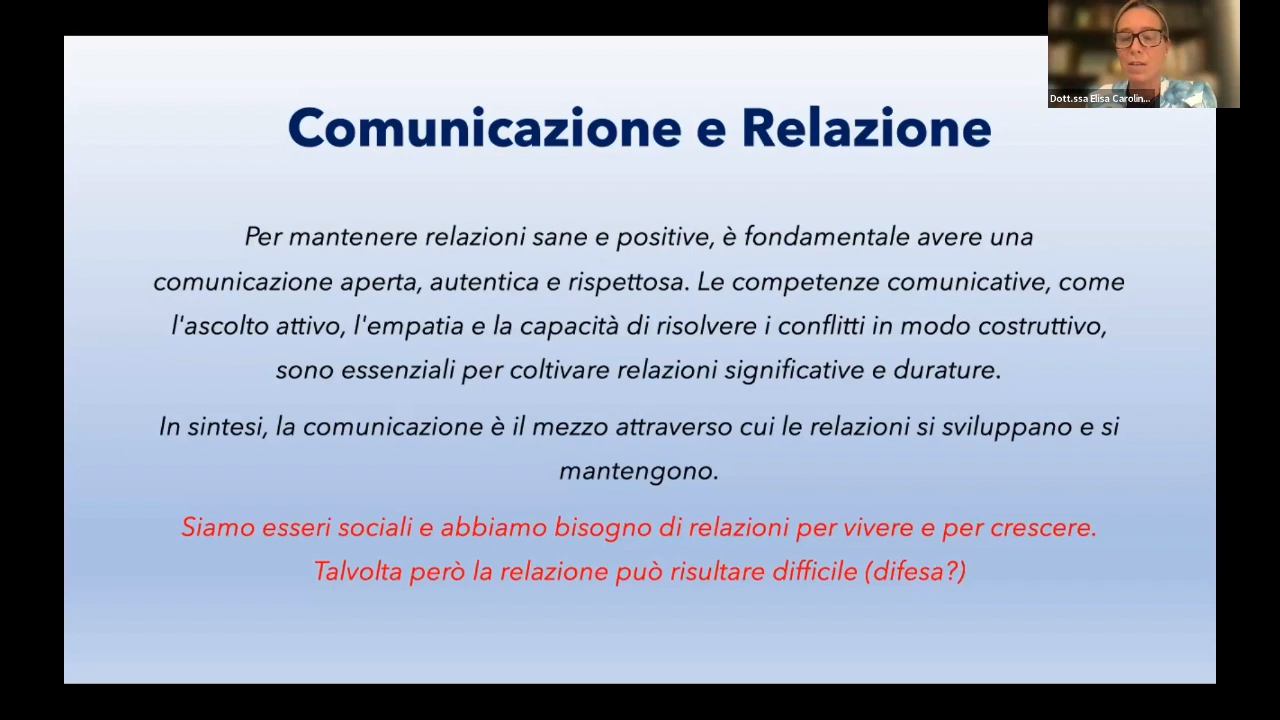 Dott.ssa Elisa Carolin...
Comunicazione e Relazione
Per mantenere relazioni sane e positive, è fondamentale avere una
comunicazione aperta, autentica e rispettosa. Le competenze comunicative, come
l'ascolto attivo, l'empatia e la capacità di risolvere i conflitti in modo costruttivo,
sono essenziali per coltivare relazioni significative e durature.
In sintesi, la comunicazione è il mezzo attraverso cui le relazioni si sviluppano e si
mantengono.
Siamo esseri sociali e abbiamo bisogno di relazioni per vivere e per crescere.
Talvolta però la relazione può risultare difficile (difesa?)